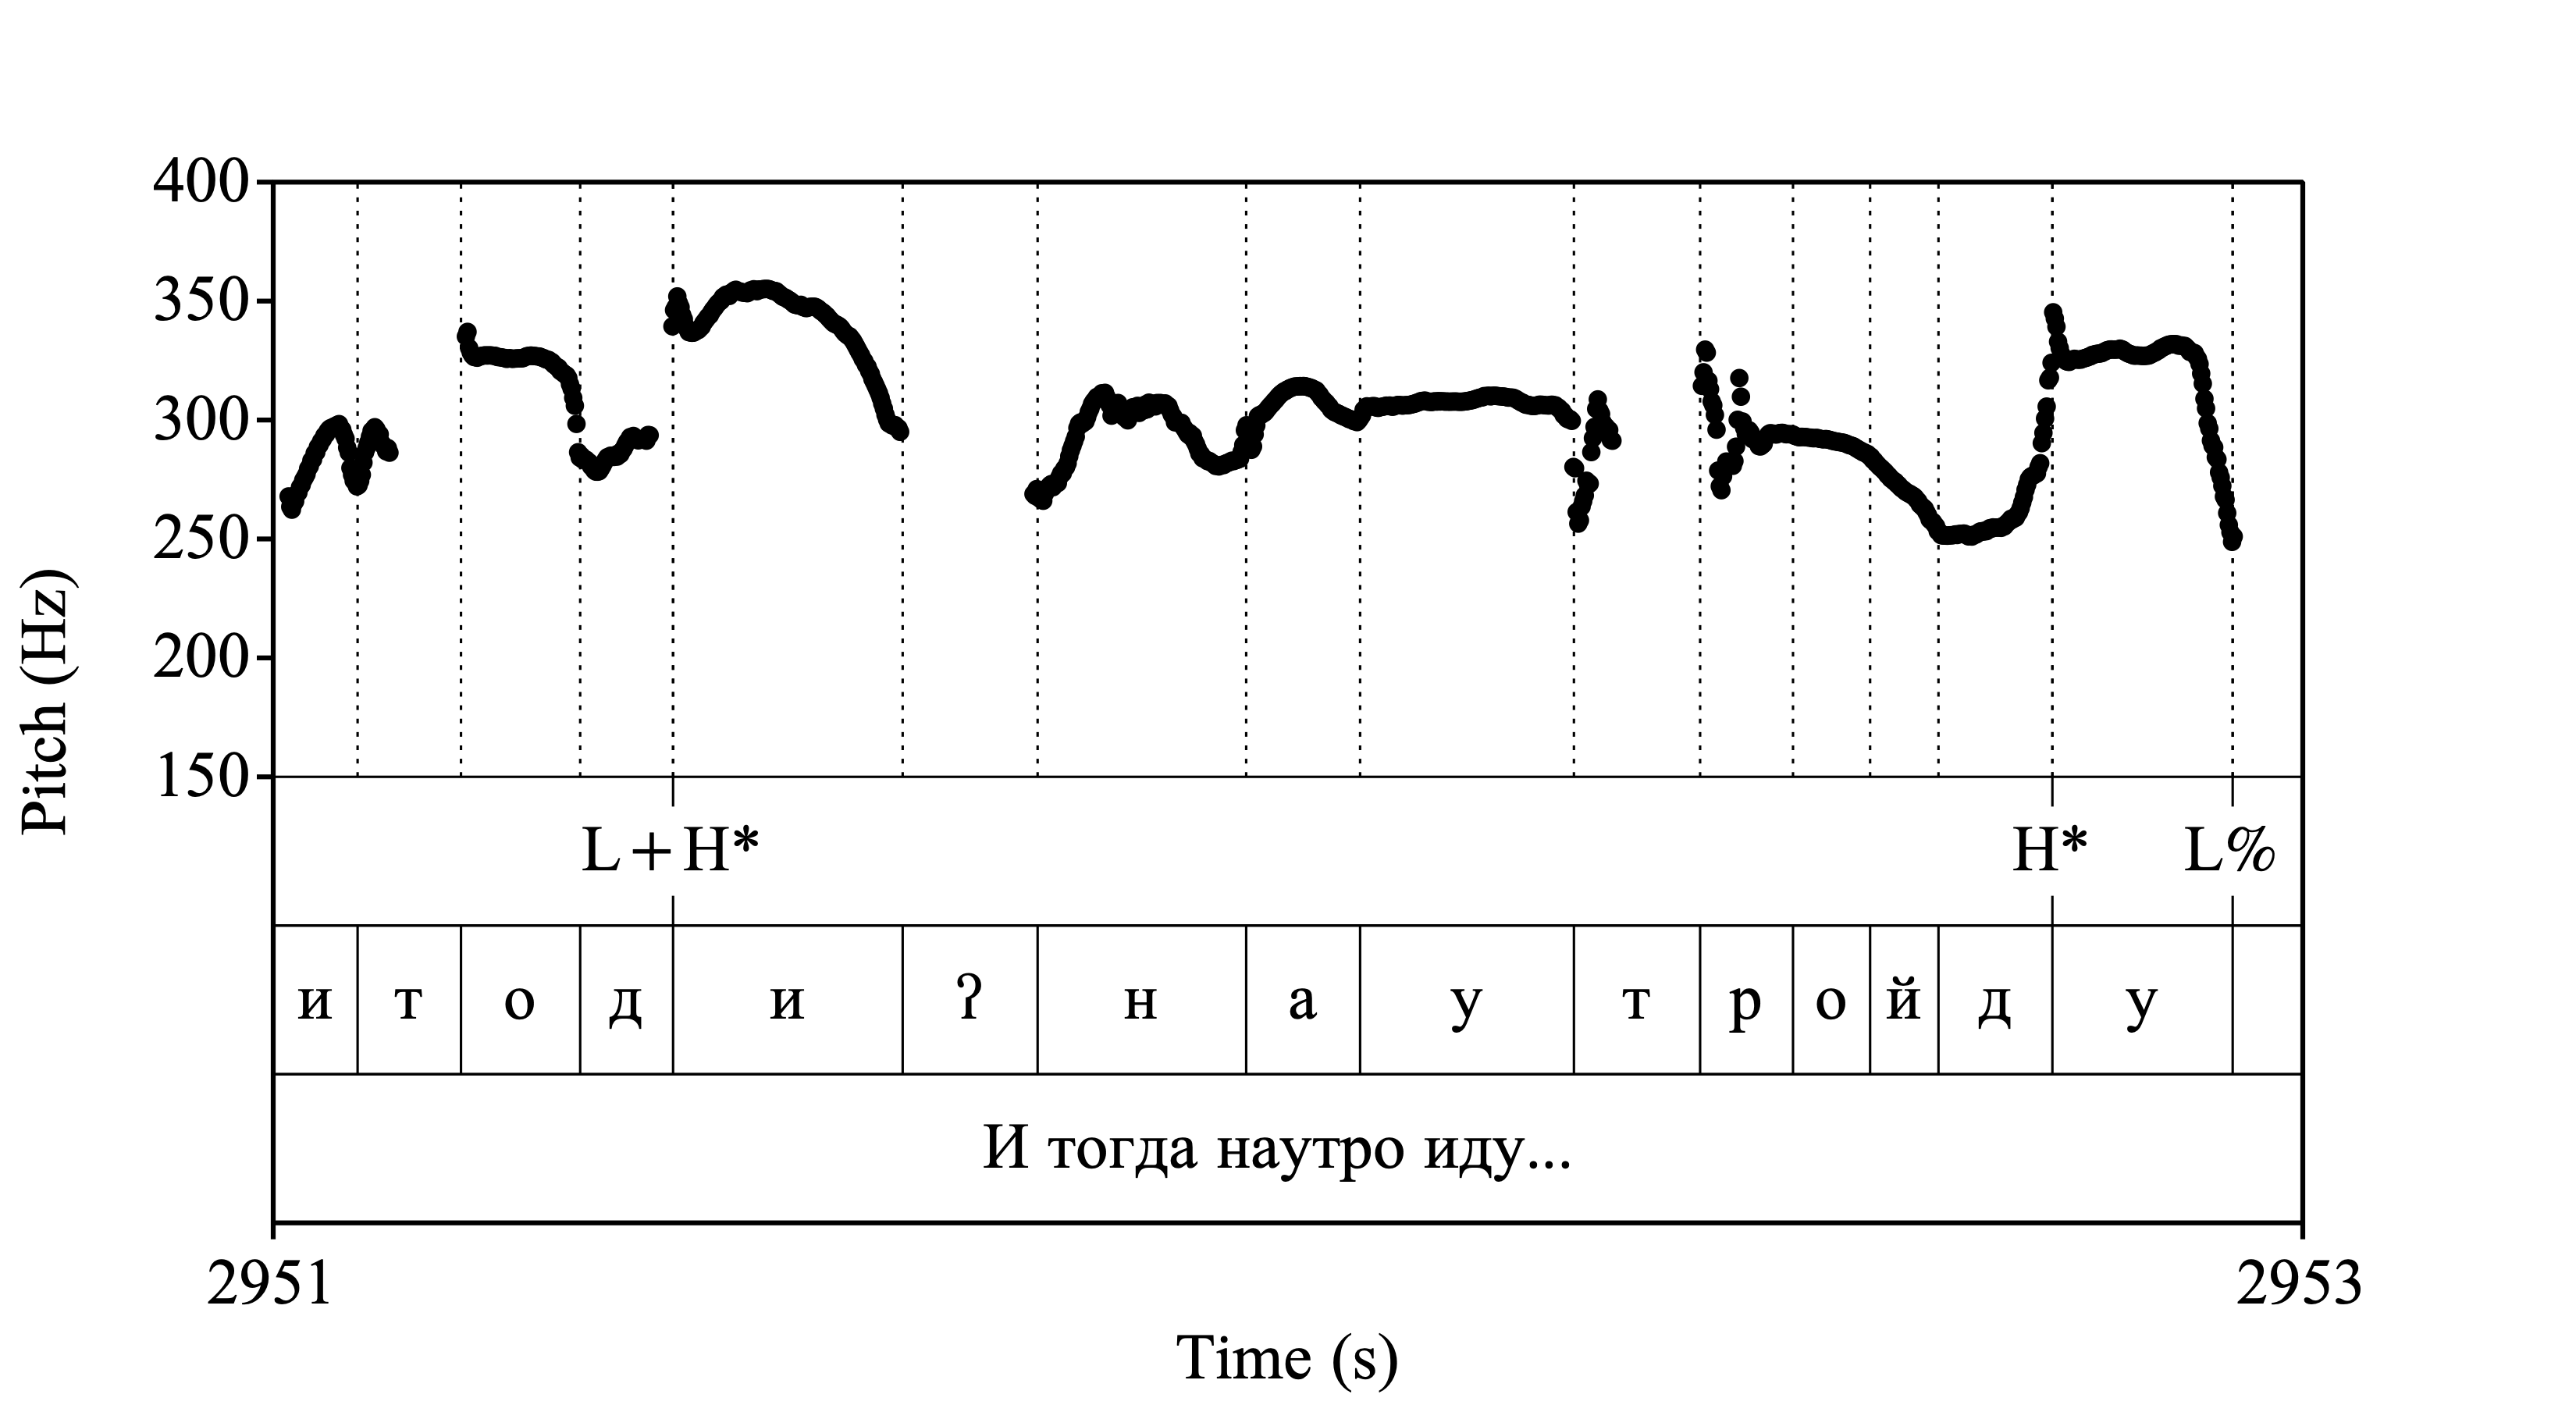 400
350
300
250
200
150
Pitch (Hz)
L+H* H* L%
и т о д и ʔ н а у т р о й д у
И тогда наутро иду...
2951 2953
Time (s)